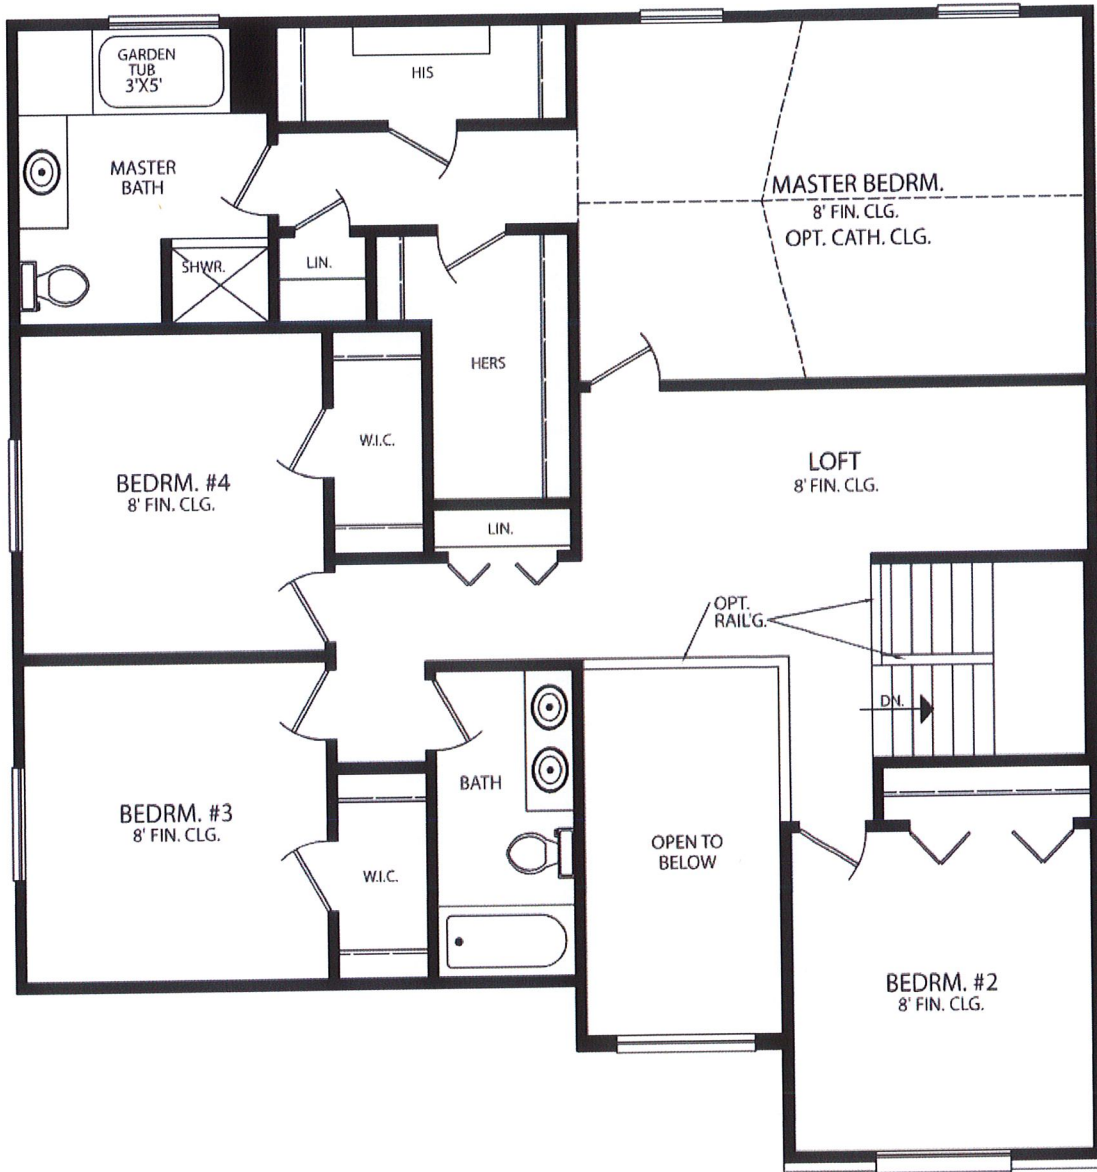 GARDEN
TUB
3'X5'
HIS
MASTER
BATH
MASTER BEDRM.
8' FIN. CLG.
OPT. CATH. CLG.
SHWR.
LIN.
HERS
W.I.C.
BEDRM. #4
8' FIN. CLG.
LOFT
8' FIN. CLG.
LIN.
OPT.
RAIL'G.
DN.
BEDRM. #3
8' FIN. CLG.
BATH
W.I.C.
OPEN TO
BELOW
BEDRM. #2
8' FIN. CLG.